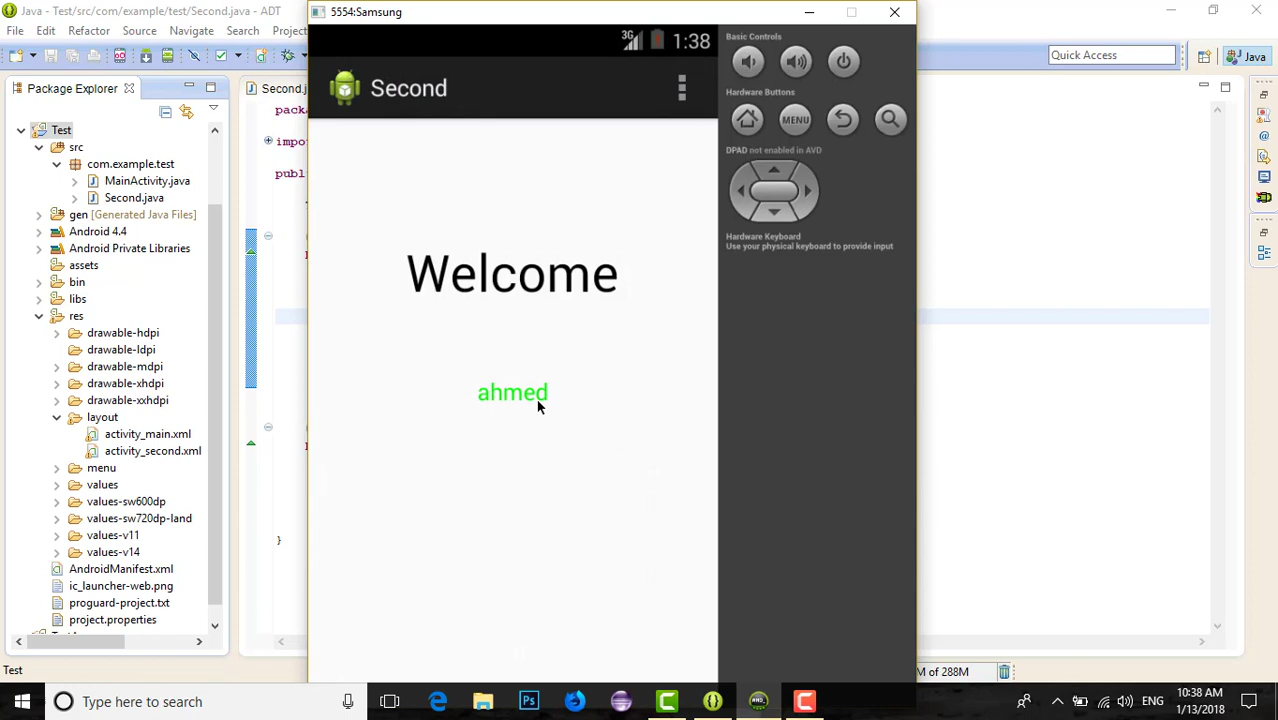 Java - Test/src/com/example/test/Second.java - ADT
5554:Samsung
File Edit Refactor Source Navigate Search Project
Quick Access
Java
Package Explorer
Second.j
Test
src
com.example.test
MainActivity.java
Second.java
gen [Generated Java Files]
Android 4.4
Android Private Libraries
assets
bin
libs
res
drawable-hdpi
drawable-ldpi
drawable-mdpi
drawable-xhdpi
drawable-xxhdpi
layout
activity_main.xml
activity_second.xml
menu
values
values-sw600dp
values-sw720dp-land
values-v11
values-v14
AndroidManifest.xml
ic_launcher-web.png
proguard-project.txt
project.properties
packa
impor
publ
}
3G 1:38
Second
Welcome
ahmed
Basic Controls
Hardware Buttons
MENU
DPAD not enabled in AVD
Hardware Keyboard
Use your physical keyboard to provide input
Test
M of 288M
Type here to search
Ps
ENG
10:38 AM
1/13/2018